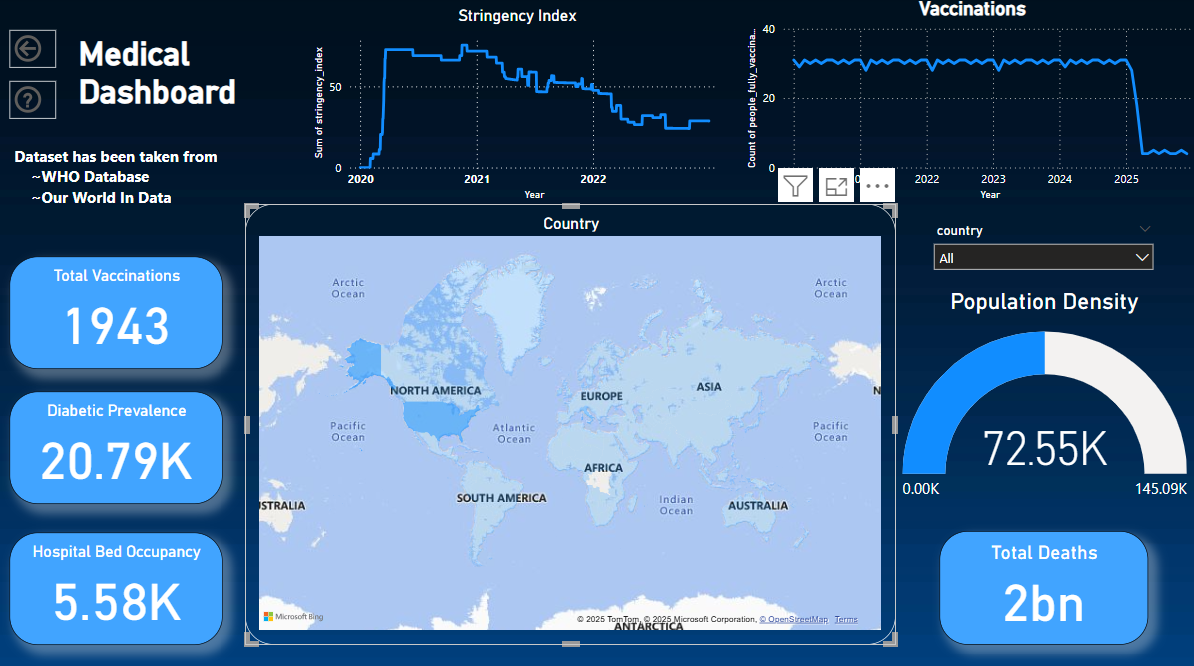 Medical
Dashboard
Dataset has been taken from
~WHO Database
~Our World In Data
Stringency Index
Sum of stringency_index
50
0
2020
2021
2022
Year
Vaccinations
Count of people_fully_vaccina...
40
20
0
2022
2023
2024
2025
Year
Total Vaccinations
1943
Diabetic Prevalence
20.79K
Hospital Bed Occupancy
5.58K
Country
Arctic
Ocean
Arctic
Ocean
NORTH AMERICA
EUROPE
ASIA
N
Pacific
Ocean
Atlantic
Ocean
Pacific
Ocean
AFRICA
SOUTH AMERICA
Indian
Ocean
STRALIA
AUSTRALIA
ANTARCTICA
Microsoft Bing
© 2025 TomTom, © 2025 Microsoft Corporation, © OpenStreetMap Terms
country
All
Population Density
72.55K
0.00K
145.09K
Total Deaths
2bn